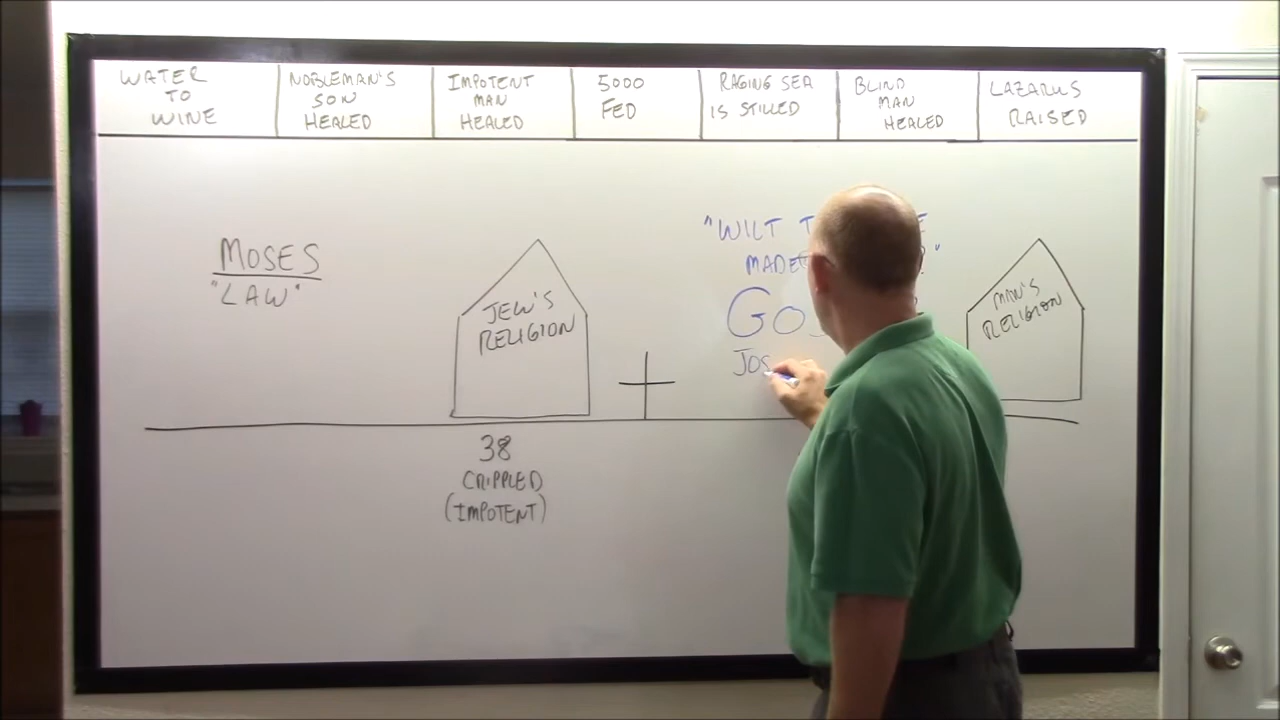 WATER
TO
WINE
NOBLEMAN'S
SON
HEALED
IMPOTENT
MAN
HEALED
5000
FED
RAGING SEA
IS STILLED
BLIND
MAN
HEALED
LAZARUS
RAISED
MOSES
"LAW"
JEW'S
RELIGION
38
CRIPPLED
(IMPOTENT)
"WILT
MADE
MAN'S
RELIGION